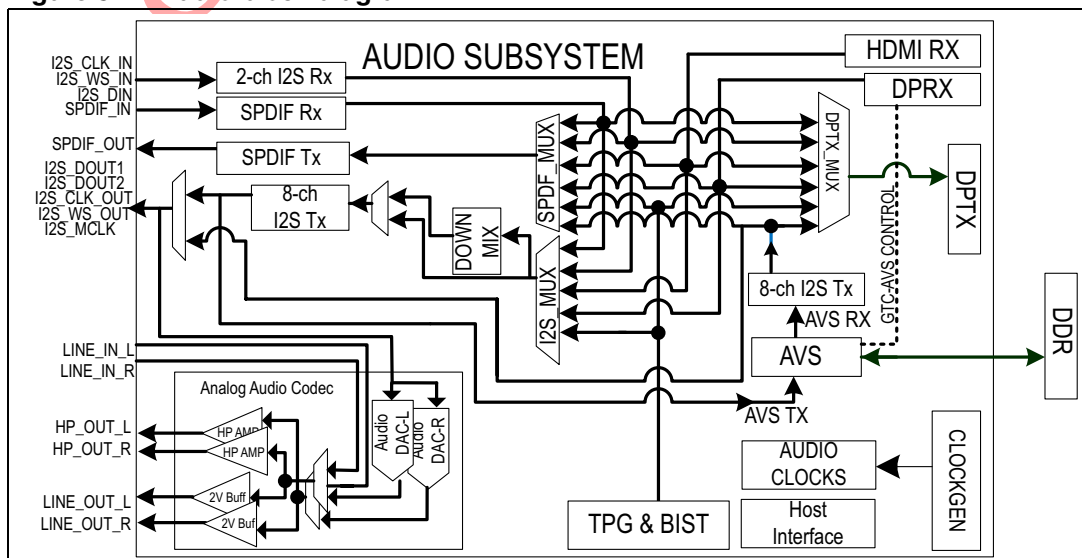 AUDIO SUBSYSTEM
I2S_CLK_IN
I2S_WS_IN
I2S_DIN
SPDIF_IN
2-ch I2S Rx
SPDIF Rx
HDMI RX
DPRX
SPDIF_OUT
SPDIF Tx
SPDF_MUX
DPTX_MUX
DPTX
I2S_DOUT1
I2S_DOUT2
I2S_CLK_OUT
I2S_WS_OUT
I2S_MCLK
8-ch
I2S Tx
DOWN
MIX
I2S_MUX
8-ch I2S Tx
GTC-AVS CONTROL
AVS RX
AVS
AVS TX
DDR
LINE_IN_L
LINE_IN_R
Analog Audio Codec
Audio
DAC-L
Audio
DAC-R
HP_OUT_L
HP_OUT_R
HP AMP
HP AMP
LINE_OUT_L
LINE_OUT_R
2V Buff
2V Buf
AUDIO
CLOCKS
CLOCKGEN
TPG & BIST
Host
Interface